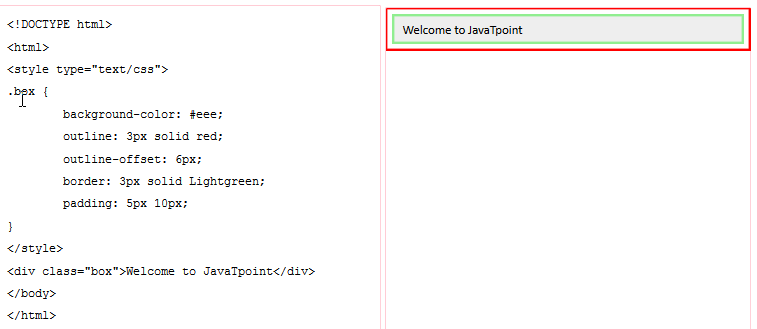 <!DOCTYPE html>
<html>
<style type="text/css">
.box {
background-color: #eee;
outline: 3px solid red;
outline-offset: 6px;
border: 3px solid Lightgreen;
padding: 5px 10px;
}
</style>
<div class="box">Welcome to JavaTpoint</div>
</body>
</html>
Welcome to JavaTpoint